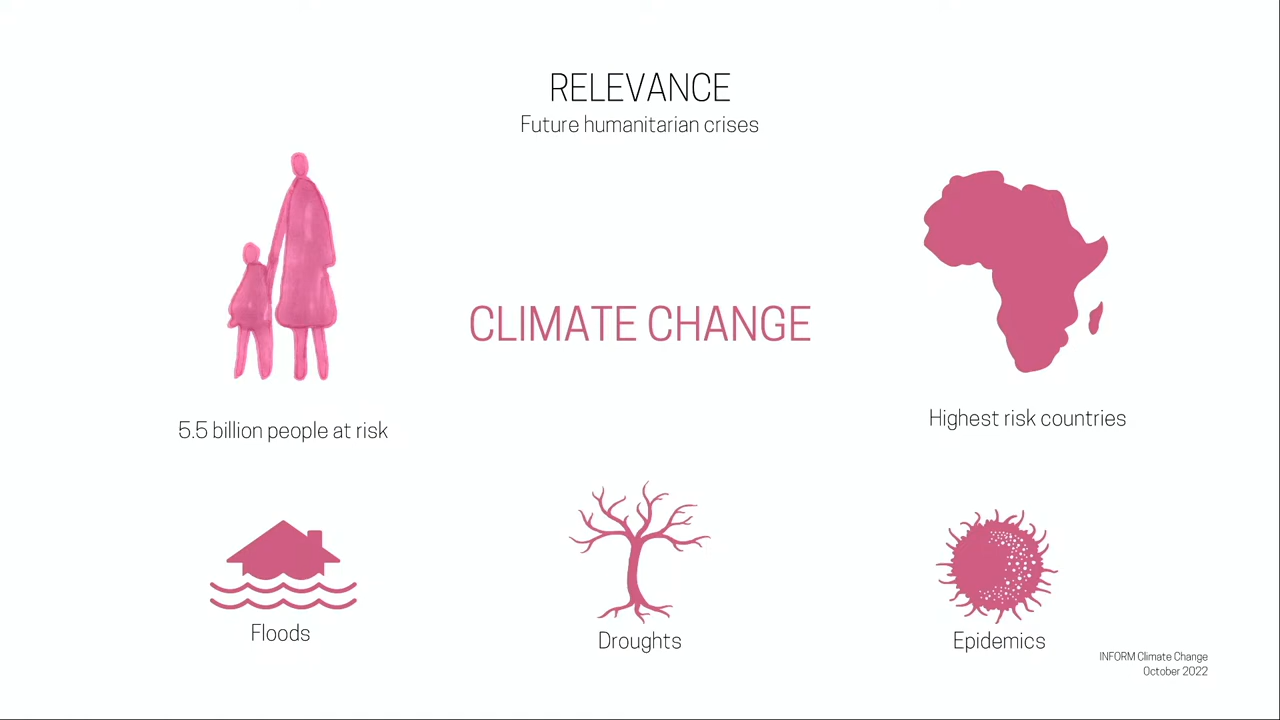 RELEVANCE
Future humanitarian crises
CLIMATE CHANGE
5.5 billion people at risk
Highest risk countries
Floods
Droughts
Epidemics
INFORM Climate Change
October 2022